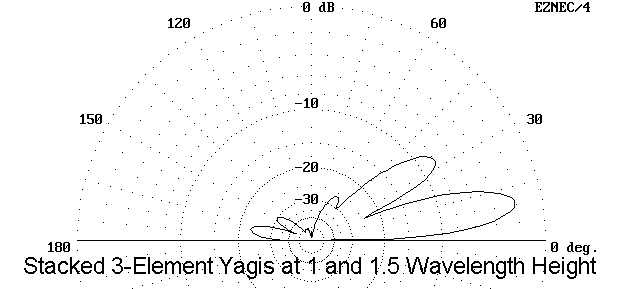 0 dB
EZNEC/4
120
60
-10
150
30
-20
-30
180
0 deg.
Stacked 3-Element Yagis at 1 and 1.5 Wavelength Height